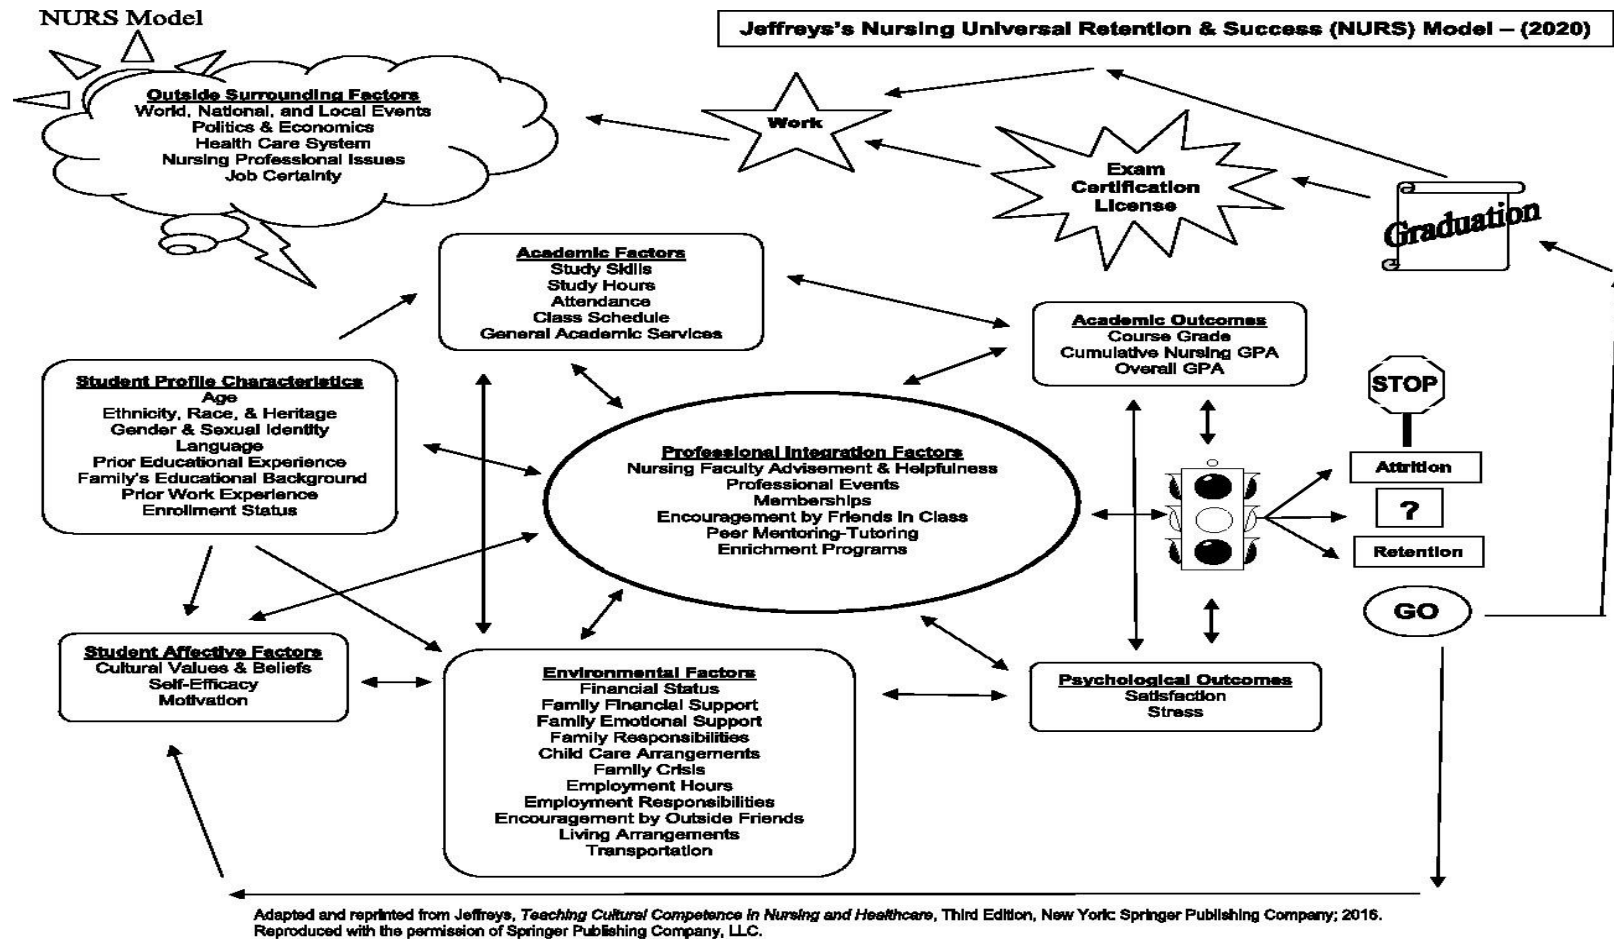 NURS Model
Jeffreys's Nursing Universal Retention & Success (NURS) Model – (2020)
Outside Surrounding Factors
World, National, and Local Events
Politics & Economics
Health Care System
Nursing Professional Issues
Job Certainty
Work
Exam
Certification
License
Graduation
Academic Factors
Study Skills
Study Hours
Attendance
Class Schedule
General Academic Services
Academic Outcomes
Course Grade
Cumulative Nursing GPA
Overall GPA
Student Profile Characteristics
Age
Ethnicity, Race, & Heritage
Gender & Sexual Identity
Language
Prior Educational Experience
Family's Educational Background
Prior Work Experience
Enrollment Status
Professional Integration Factors
Nursing Faculty Advisement & Helpfulness
Professional Events
Memberships
Encouragement by Friends in Class
Peer Mentoring-Tutoring
Enrichment Programs
STOP
Attrition
?
Retention
GO
Student Affective Factors
Cultural Values & Beliefs
Self-Efficacy
Motivation
Environmental Factors
Financial Status
Family Financial Support
Family Emotional Support
Family Responsibilities
Child Care Arrangements
Family Crisis
Employment Hours
Employment Responsibilities
Encouragement by Outside Friends
Living Arrangements
Transportation
Psychological Outcomes
Satisfaction
Stress
Adapted and reprinted from Jeffreys, Teaching Cultural Competence in Nursing and Healthcare, Third Edition, New York: Springer Publishing Company; 2016.
Reproduced with the permission of Springer Publishing Company, LLC.